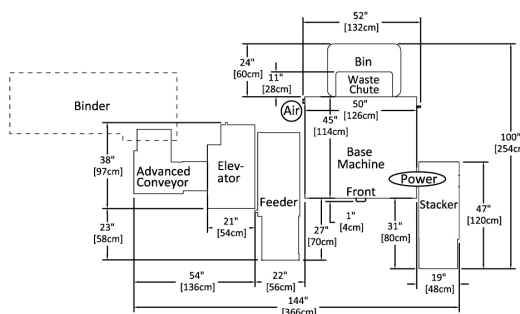 52"
[132cm]
24"
[60cm]
Bin
11"
[28cm]
Waste
Chute
Binder
Air
50"
[126cm]
45"
[114cm]
100"
[254cm]
Base
Machine
38"
[97cm]
Elev-
ator
Advanced
Conveyor
Power
Feeder
Front
Stacker
47"
[120cm]
1"
[4cm]
23"
[58cm]
21"
[54cm]
27"
[70cm]
31"
[80cm]
54"
[136cm]
22"
[56cm]
19"
[48cm]
144"
[366cm]